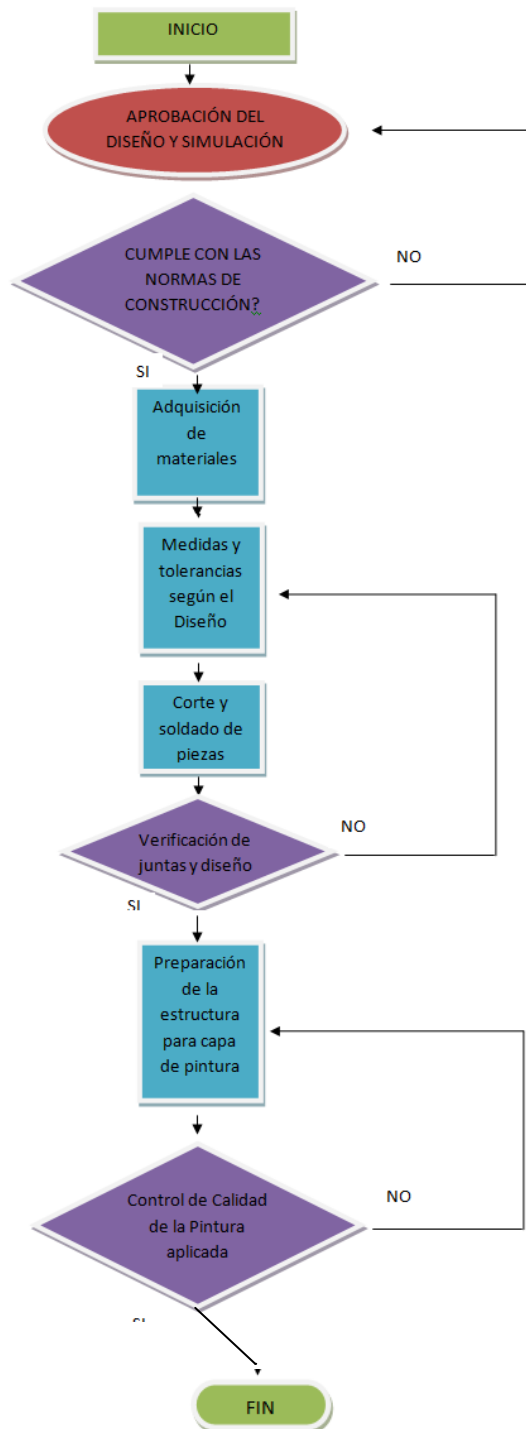 INICIO
APROBACIÓN DEL
DISEÑO Y SIMULACIÓN
CUMPLE CON LAS
NORMAS DE
CONSTRUCCIÓN?
NO
SI
Adquisición
de
materiales
Medidas y
tolerancias
según el
Diseño
Corte y
soldado de
piezas
Verificación de
juntas y diseño
NO
SI
Preparación
de la
estructura
para capa
de pintura
Control de Calidad
de la Pintura
aplicada
NO
SI
FIN